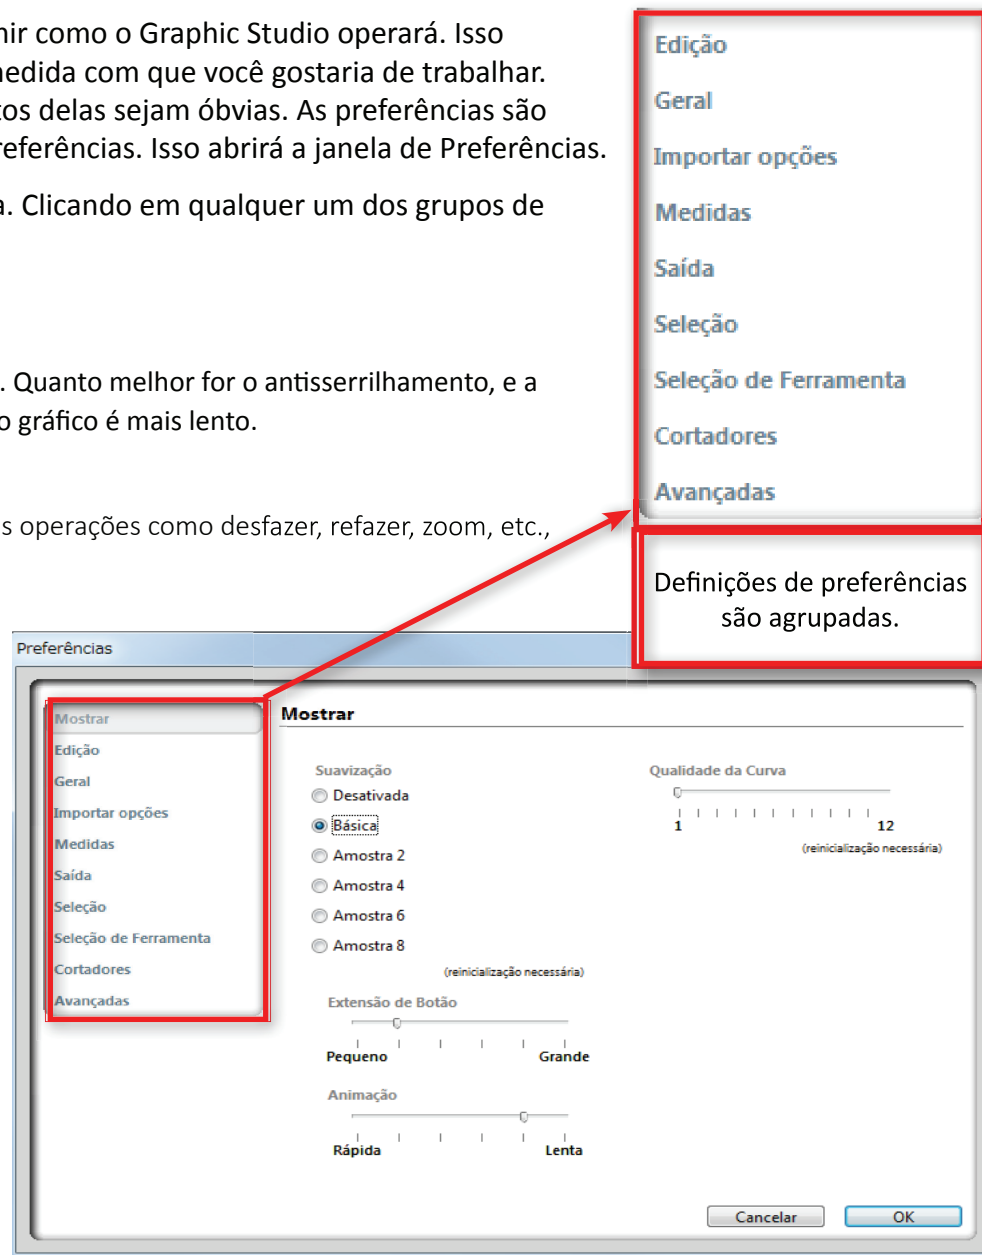 nir como o Graphic Studio operará. Isso
nedida com que você gostaria de trabalhar.
tos delas sejam óbvias. As preferências são
referências. Isso abrirá a janela de Preferências.
a. Clicando em qualquer um dos grupos de
. Quanto melhor for o antisserrilhamento, e a
o gráfico é mais lento.
s operações como desfazer, refazer, zoom, etc.,
Edição
Geral
Importar opções
Medidas
Saída
Seleção
Seleção de Ferramenta
Cortadores
Avançadas
Definições de preferências
são agrupadas.
Preferências
Mostrar
Edição
Geral
Importar opções
Medidas
Saída
Seleção
Seleção de Ferramenta
Cortadores
Avançadas
Mostrar
Suavização
Desativada
Básica
Amostra 2
Amostra 4
Amostra 6
Amostra 8
(reinicialização necessária)
Extensão de Botão
Pequeno Grande
Animação
Rápida Lenta
Qualidade da Curva
1 12
(reinicialização necessária)
Cancelar OK